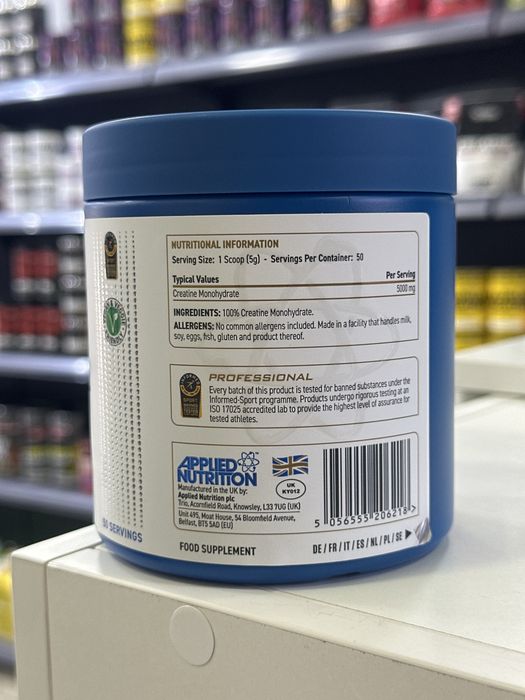 NUTRITIONAL INFORMATION
Serving Size: 1 Scoop (5g) - Servings Per Container: 50
Typical Values Per Serving
Creatine Monohydrate 5000 mg
INGREDIENTS: 100% Creatine Monohydrate.
ALLERGENS: No common allergens included. Made in a facility that handles milk,
soy, eggs, fish, gluten and product thereof.
PROFESSIONAL
Every batch of this product is tested for banned substances under the
Informed-Sport programme. Products undergo rigorous testing at an
ISO 17025 accredited lab to provide the highest level of assurance for
tested athletes.
APPLIED
NUTRITION
Manufactured in the UK by:
Applied Nutrition plc
Trio, Acornfield Road, Knowsley, L33 7UG (UK)
Unit 495, Moat House, 54 Bloomfield Avenue,
Belfast, BT5 5AD (EU)
UK
KY012
5 056555 206218 >
50 SERVINGS
FOOD SUPPLEMENT
DE / FR / IT / ES / NL / PL / SE